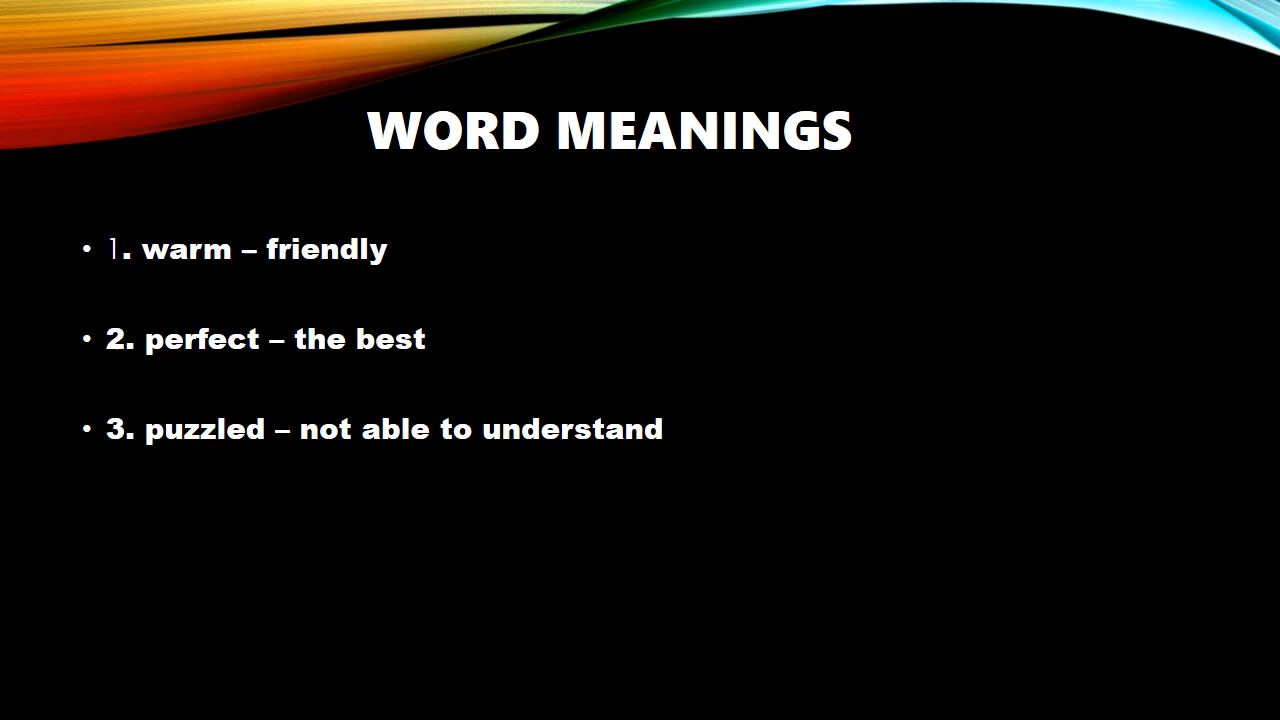 WORD MEANINGS
• 1. warm – friendly
• 2. perfect – the best
• 3. puzzled – not able to understand